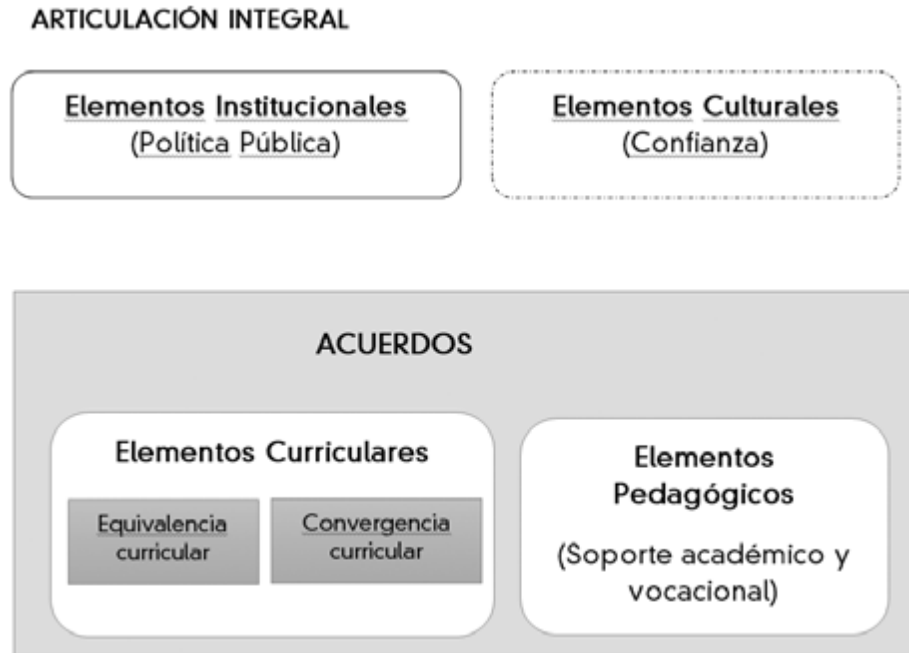 ARTICULACIÓN INTEGRAL
Elementos Institucionales
(Política Pública)
Elementos Culturales
(Confianza)
ACUERDOS
Elementos Curriculares
Equivalencia
curricular
Convergencia
curricular
Elementos
Pedagógicos
(Soporte académico y
vocacional)